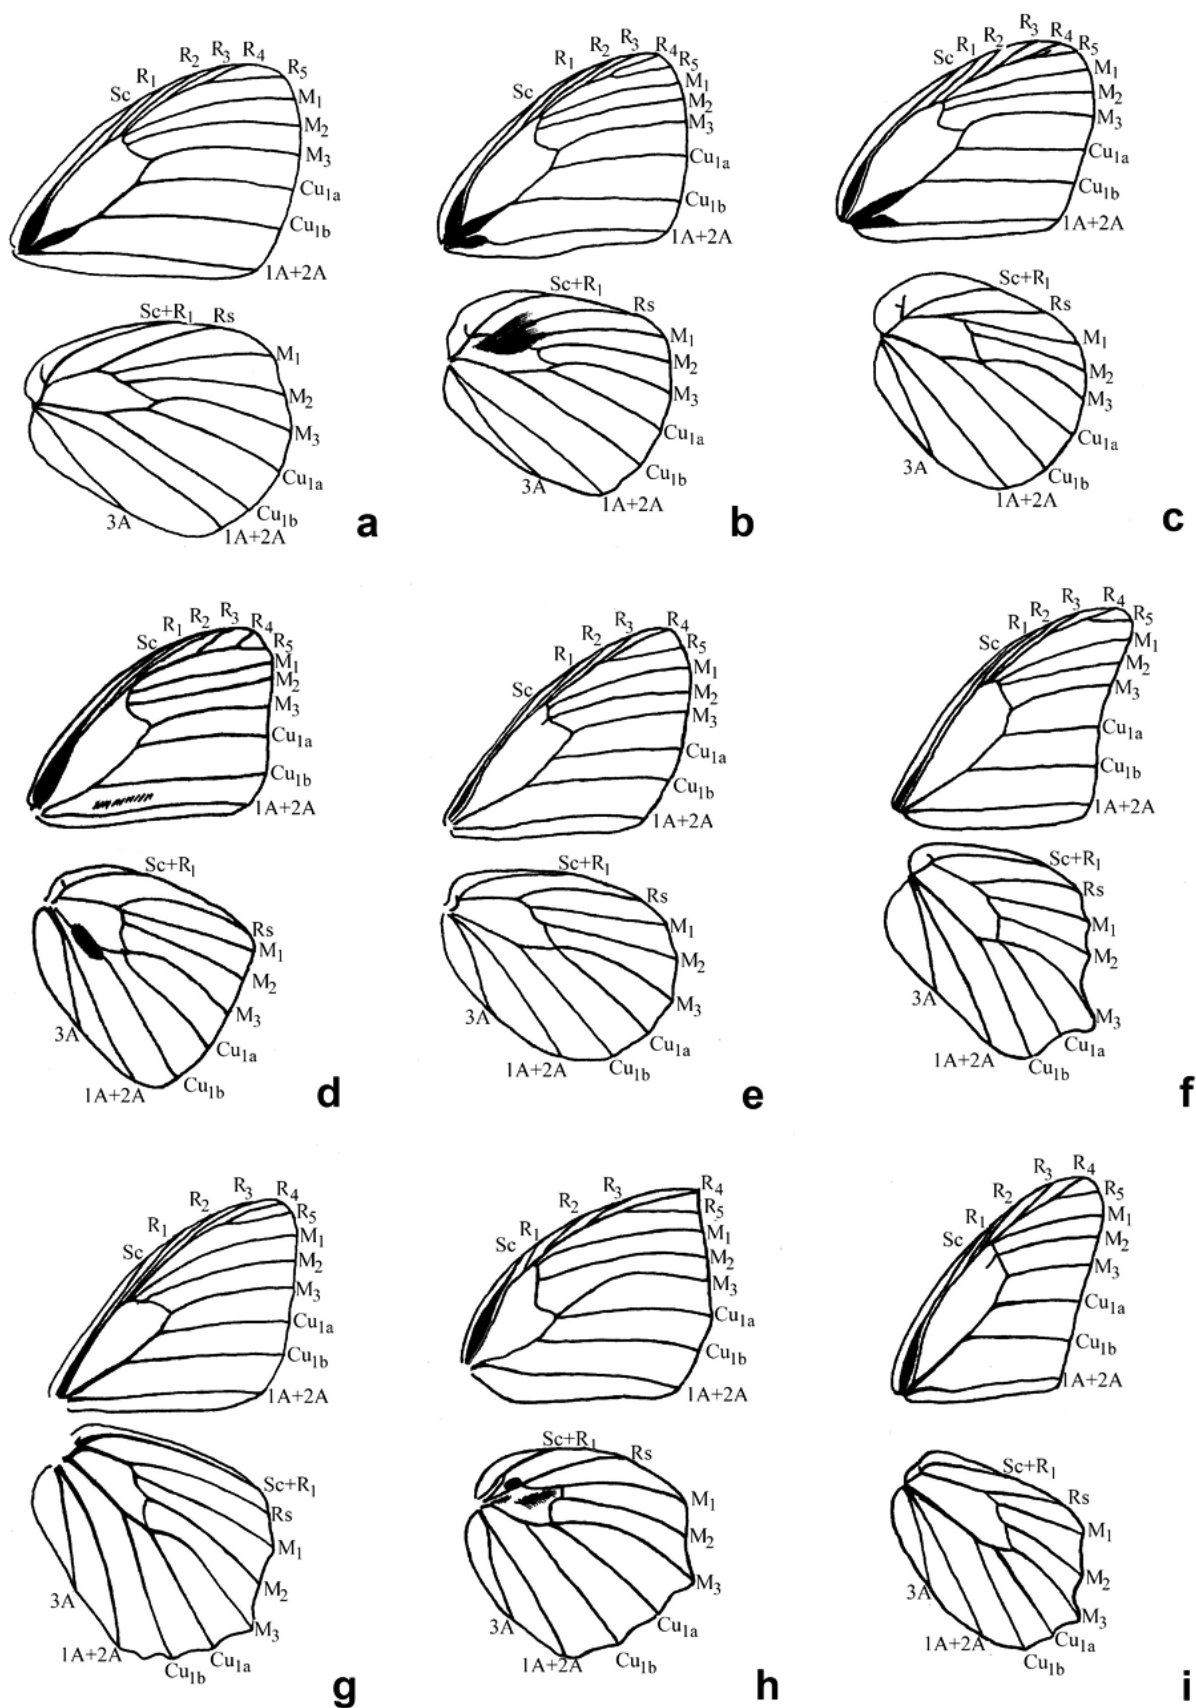 Sc R1 R2 R3 R4 R5 M1 M2 M3 Cu1a Cu1b 1A+2A
Sc+R1 Rs M1 M2 M3 Cu1a Cu1b 1A+2A 3A
a
Sc R1 R2 R3 R4 R5 M1 M2 M3 Cu1a Cu1b 1A+2A
Sc+R1 Rs M1 M2 M3 Cu1a Cu1b 1A+2A 3A
b
Sc R1 R2 R3 R4 R5 M1 M2 M3 Cu1a Cu1b 1A+2A
Sc+R1 Rs M1 M2 M3 Cu1a Cu1b 1A+2A 3A
c
Sc R1 R2 R3 R4 R5 M1 M2 M3 Cu1a Cu1b 1A+2A
Sc+R1 Rs M1 M2 M3 Cu1a Cu1b 1A+2A 3A
d
Sc R1 R2 R3 R4 R5 M1 M2 M3 Cu1a Cu1b 1A+2A
Sc+R1 Rs M1 M2 M3 Cu1a Cu1b 1A+2A 3A
e
Sc R1 R2 R3 R4 R5 M1 M2 M3 Cu1a Cu1b 1A+2A
Sc+R1 Rs M1 M2 M3 Cu1a Cu1b 1A+2A 3A
f
Sc R1 R2 R3 R4 R5 M1 M2 M3 Cu1a Cu1b 1A+2A
Sc+R1 Rs M1 M2 M3 Cu1a Cu1b 1A+2A 3A
g
Sc R1 R2 R3 R4 R5 M1 M2 M3 Cu1a Cu1b 1A+2A
Sc+R1 Rs M1 M2 M3 Cu1a Cu1b 1A+2A 3A
h
Sc R1 R2 R3 R4 R5 M1 M2 M3 Cu1a Cu1b 1A+2A
Sc+R1 Rs M1 M2 M3 Cu1a Cu1b 1A+2A 3A
i